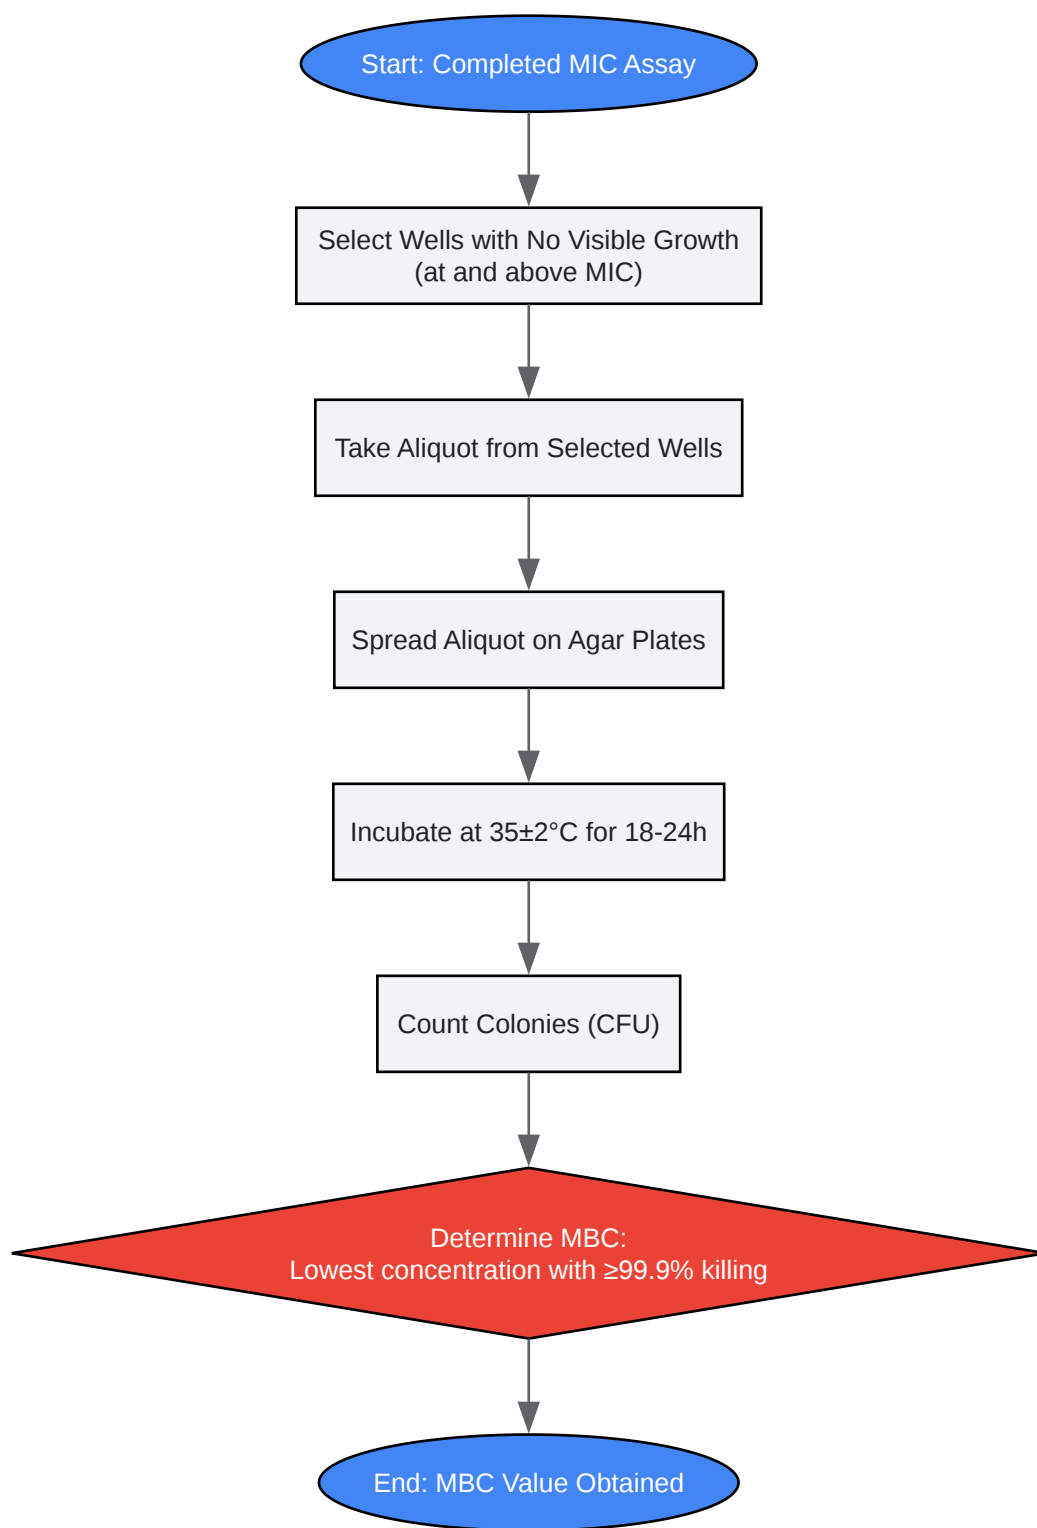 Start: Completed MIC Assay
Select Wells with No Visible Growth
(at and above MIC)
Take Aliquot from Selected Wells
Spread Aliquot on Agar Plates
Incubate at 35±2°C for 18-24h
Count Colonies (CFU)
Determine MBC:
Lowest concentration with ≥99.9% killing
End: MBC Value Obtained